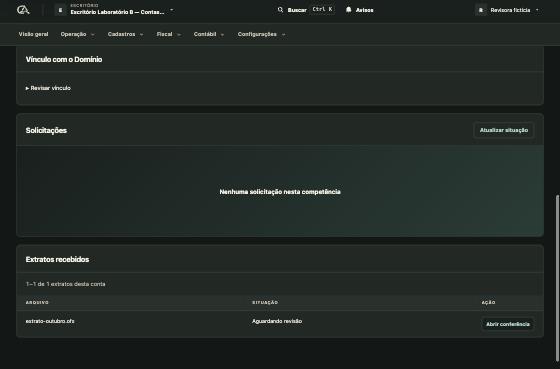 ESCRITÓRIO
E Escritório Laboratório B — Contas...
Buscar Ctrl K
Avisos
R Revisora fictícia
Visão geral Operação Cadastros Fiscal Contábil Configurações
Vínculo com o Domínio
▸ Revisar vínculo
Solicitações
Atualizar situação
Nenhuma solicitação nesta competência
Extratos recebidos
1–1 de 1 extratos desta conta
ARQUIVO SITUAÇÃO AÇÃO
extrato-outubro.ofx Aguardando revisão Abrir conferência